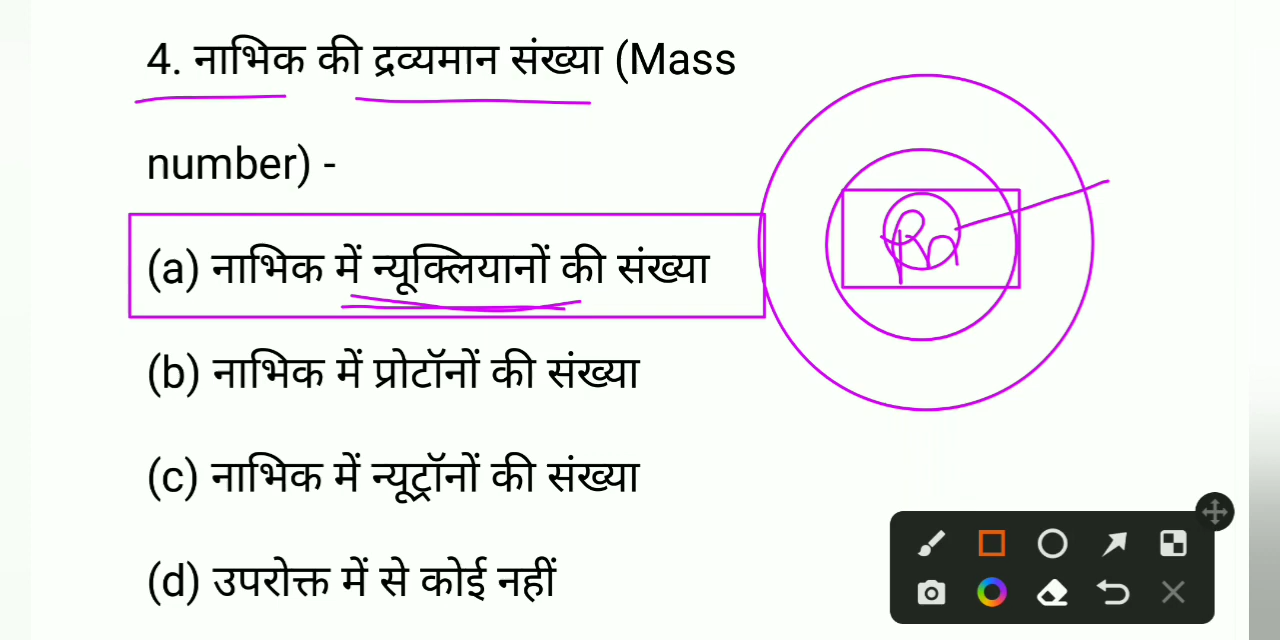 4. नाभिक की द्रव्यमान संख्या (Mass
number) -
(a) नाभिक में न्यूक्लियानों की संख्या
(b) नाभिक में प्रोटॉनों की संख्या
(c) नाभिक में न्यूट्रॉनों की संख्या
(d) उपरोक्त में से कोई नहीं